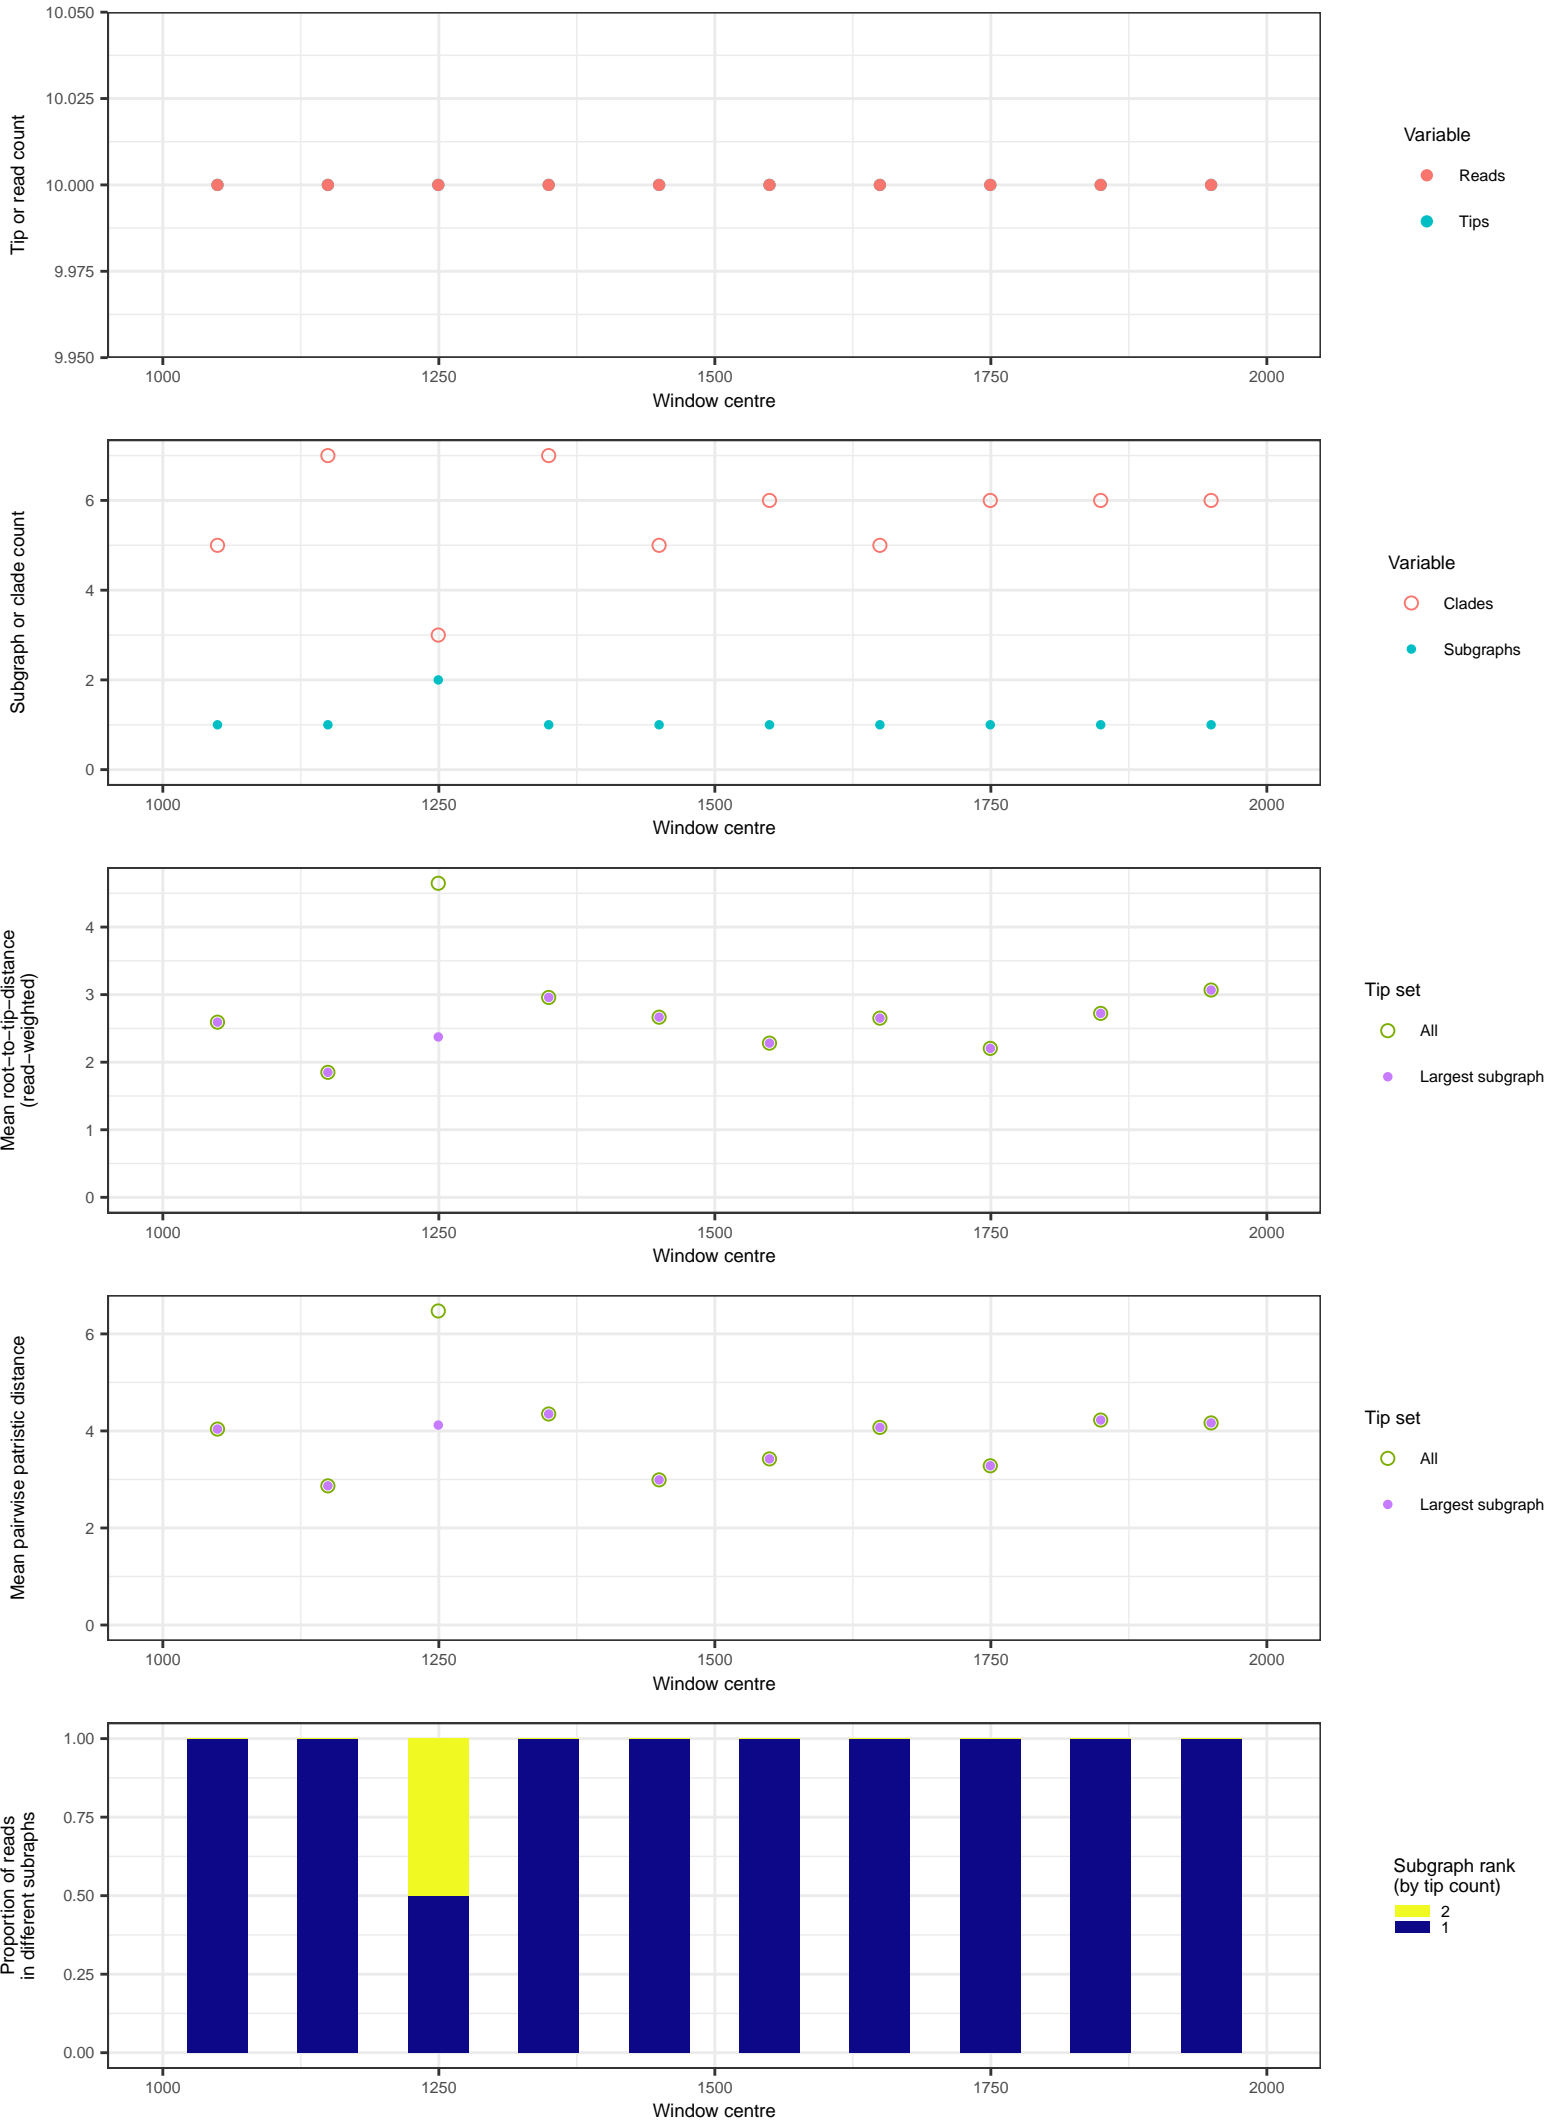 10.050
10.025
10.000
9.975
9.950
Tip or read count
1000 1250 1500 1750 2000
Window centre
Variable
Reads
Tips
6
4
2
0
Subgraph or clade count
1000 1250 1500 1750 2000
Window centre
Variable
Clades
Subgraphs
4
3
2
1
0
Mean root−to−tip−distance
(read−weighted)
1000 1250 1500 1750 2000
Window centre
Tip set
All
Largest subgraph
6
4
2
0
Mean pairwise patristic distance
1000 1250 1500 1750 2000
Window centre
Tip set
All
Largest subgraph
1.00
0.75
0.50
0.25
0.00
Proportion of reads
in different subraphs
1000 1250 1500 1750 2000
Window centre
Subgraph rank
(by tip count)
2
1